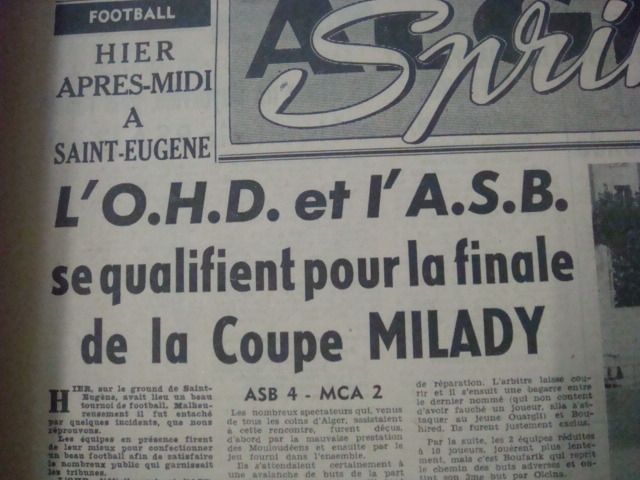 FOOTBALL
HIER
APRES-MIDI
A
SAINT-EUGENE
Spri
L'O.H.D. et l'A.S.B.
se qualifient pour la finale
de la Coupe MILADY
HIER, sur le ground de Saint-
Eugène, avait lieu un beau
tournoi de football. Malheu-
reusement il fut entaché
par quelques incidents, que nous
réprouvons.
Les équipes en présence firent
de leur mieux pour confectionner
un beau football afin de satisfaire
le nombreux public qui garnissait
les tribunes.
ASB 4 - MCA 2
Les nombreux spectateurs qui, venus
de tous les coins d'Alger, assistaient
à cette rencontre, furent déçus,
d'abord par la mauvaise prestation
des Mouloudéens et ensuite par le
jeu fourni dans l'ensemble.
Ils s'attendaient certainement à
une avalanche de buts de la part
de réparation. L'arbitre laisse cou-
rir et il s'ensuit une bagarre entre
le dernier nommé (qui non content
d'avoir fauché un joueur, alla s'at-
taquer au jeune Ouargli) et Bou-
hired. Ils furent justement exclus.
Par la suite, les 2 équipes réduites
à 10 joueurs, jouèrent plus lente-
ment, mais c'est Boufarik qui reprit
le chemin des buts adverses et ob-
tint son 3me but par Olcina.